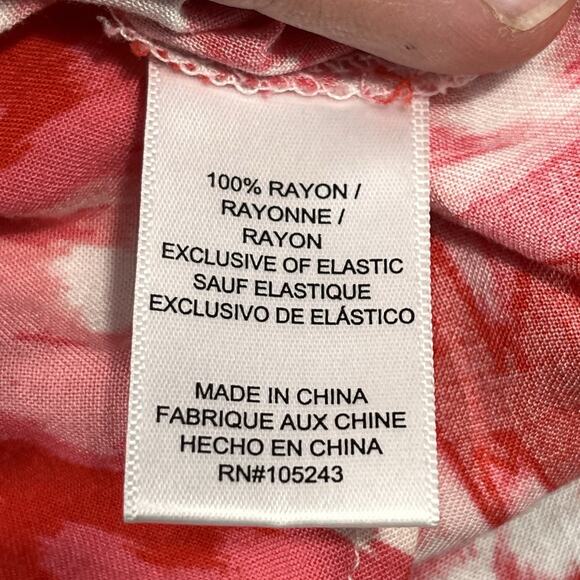 100% RAYON /
RAYONNE /
RAYON
EXCLUSIVE OF ELASTIC
SAUF ELASTIQUE
EXCLUSIVO DE ELÁSTICO
MADE IN CHINA
FABRIQUE AUX CHINE
HECHO EN CHINA
RN#105243